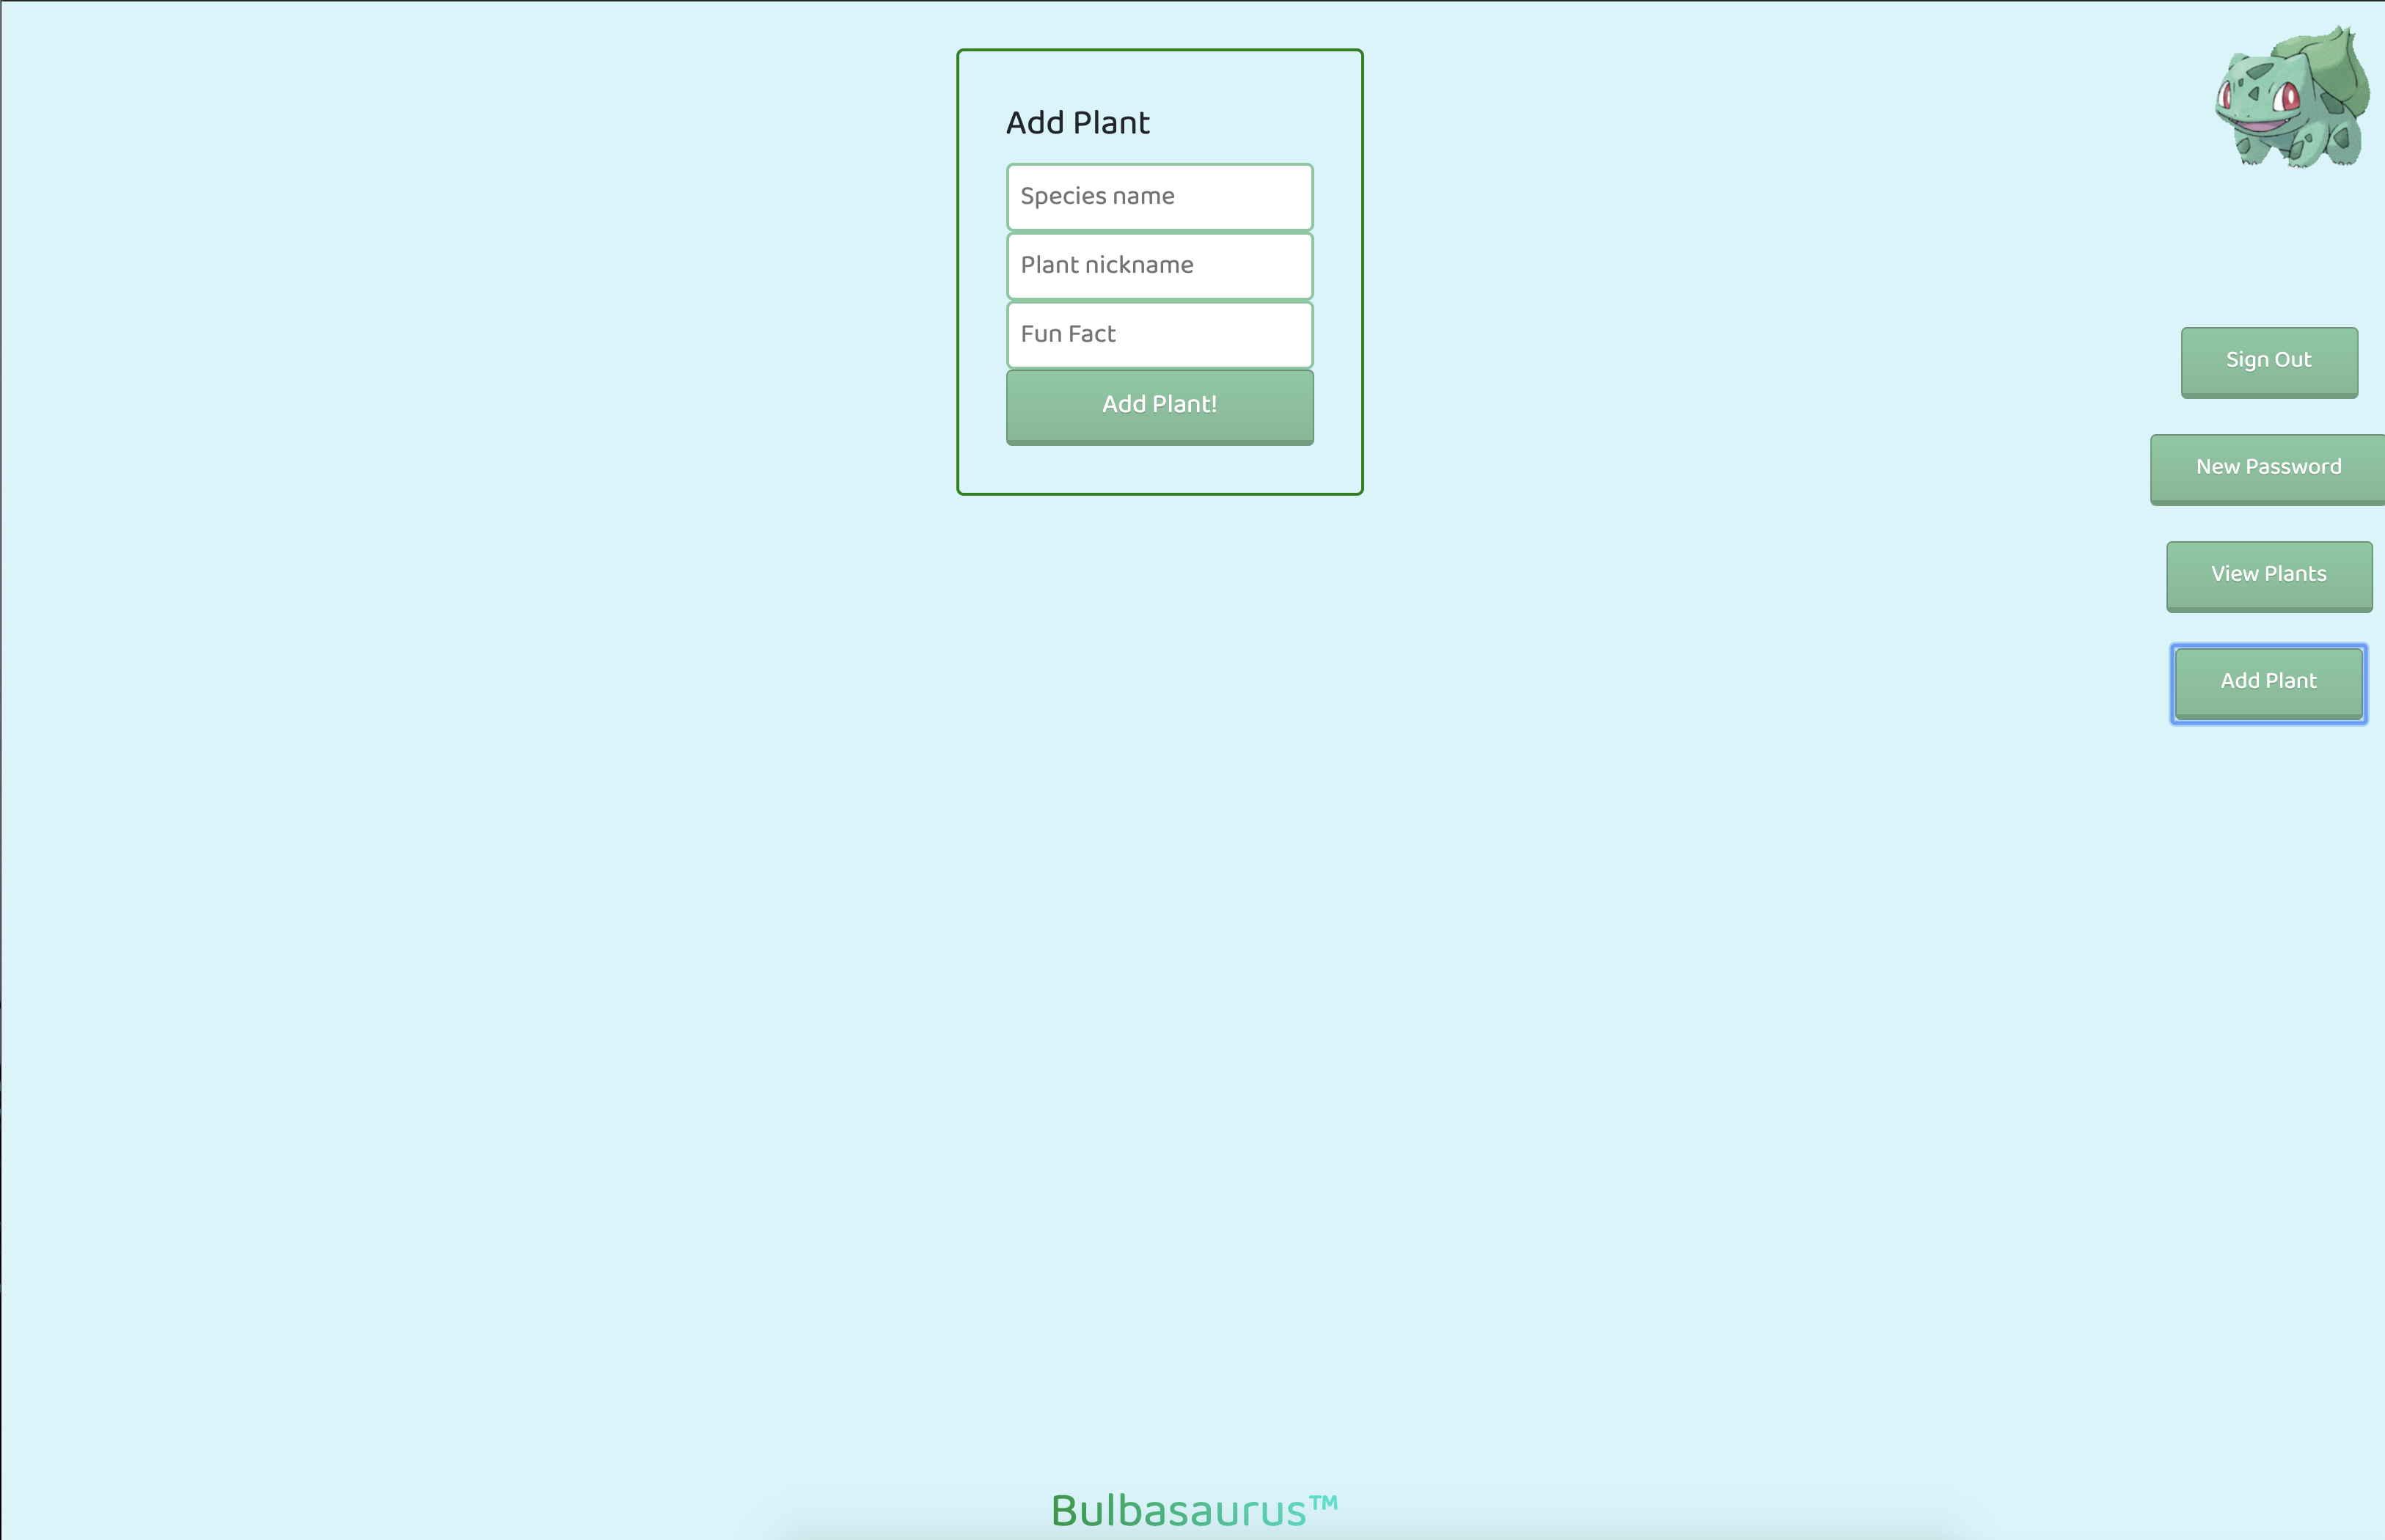 Add Plant
Species name
Plant nickname
Fun Fact
Add Plant!
Sign Out
New Password
View Plants
Add Plant
Bulbasaurus™